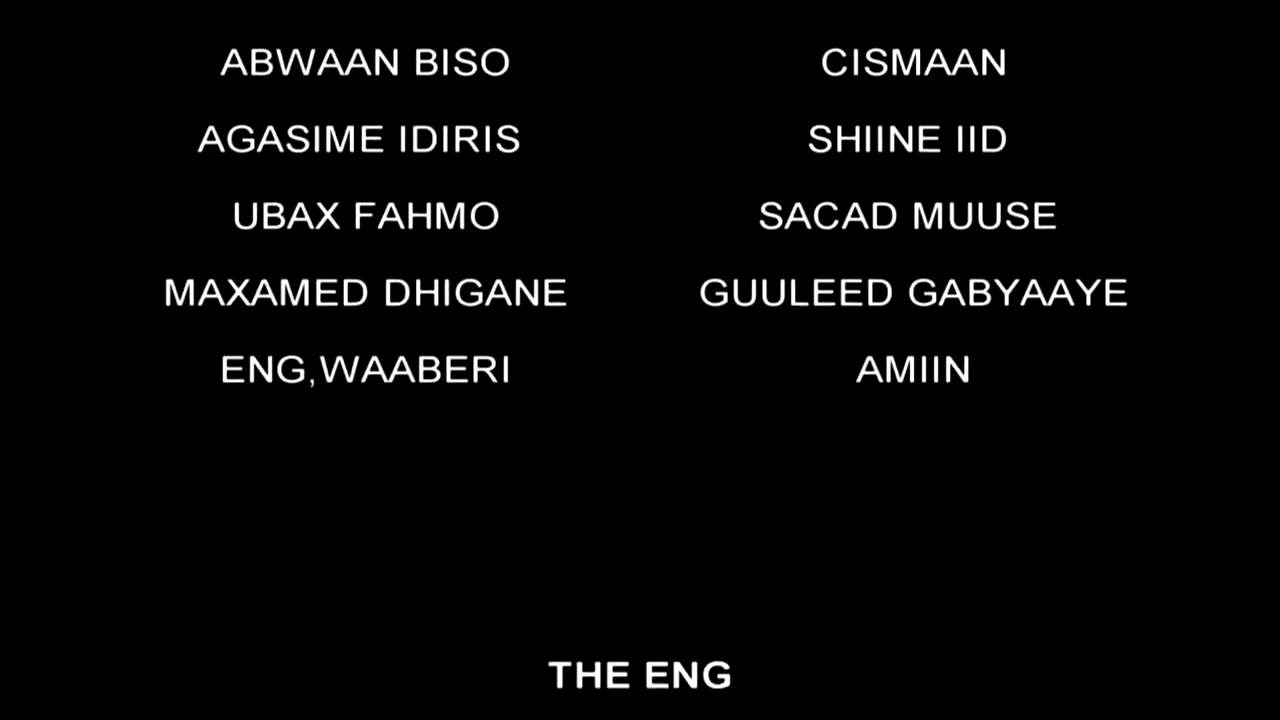 ABWAAN BISO CISMAAN
AGASIME IDIRIS SHIINE IID
UBAX FAHMO SACAD MUUSE
MAXAMED DHIGANE GUULEED GABYAAYE
ENG,WAABERI AMIIN
THE ENG